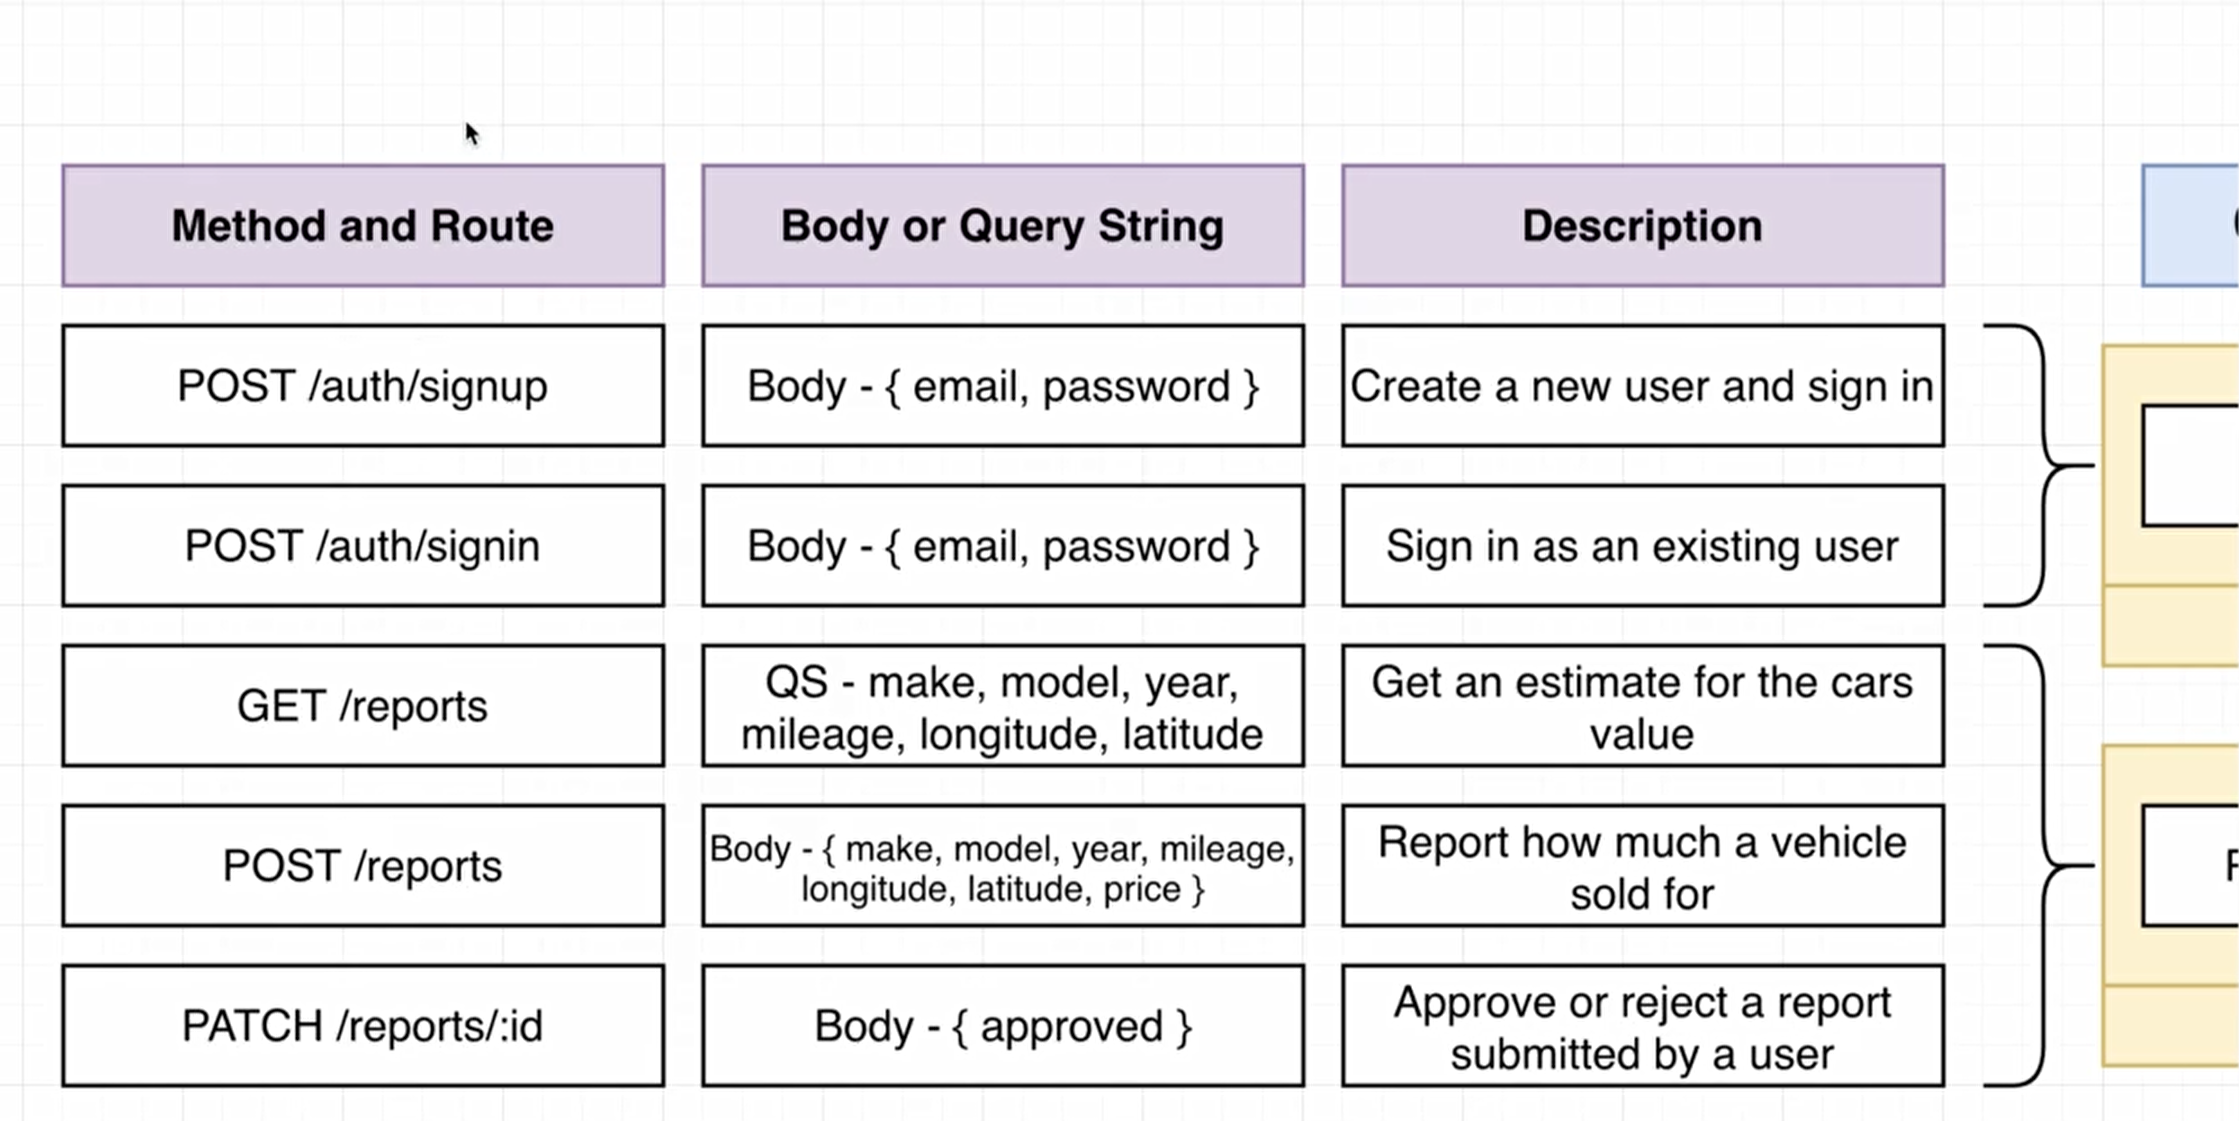 Method and Route
Body or Query String
Description
POST /auth/signup
Body - { email, password }
Create a new user and sign in
POST /auth/signin
Body - { email, password }
Sign in as an existing user
GET /reports
QS - make, model, year,
mileage, longitude, latitude
Get an estimate for the cars
value
POST /reports
Body - { make, model, year, mileage,
longitude, latitude, price }
Report how much a vehicle
sold for
PATCH /reports/:id
Body - { approved }
Approve or reject a report
submitted by a user